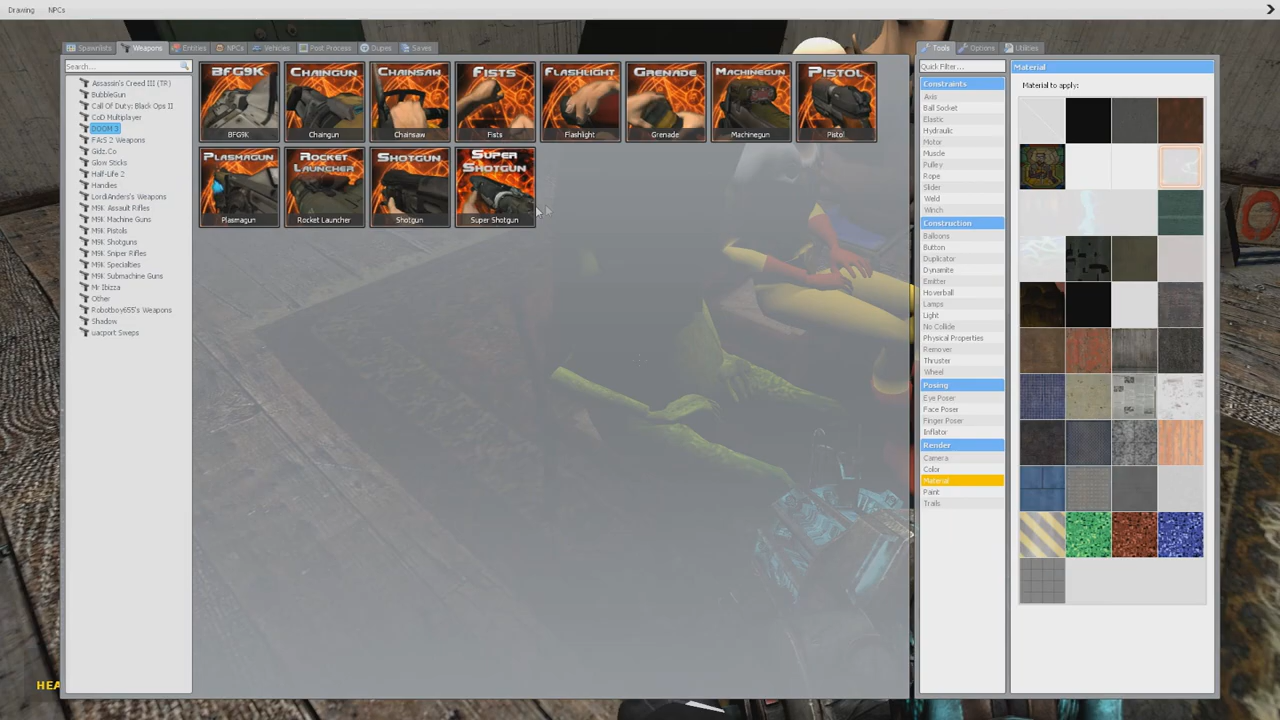 Drawing NPCs
Spawnlists Weapons Entities NPCs Vehicles Post Process Dupes Saves
Search...
Assassin's Creed III (TR)
BubbleGun
Call Of Duty: Black Ops II
CoD Multiplayer
DOOM 3
FA:S 2 Weapons
Gidz.Co
Glow Sticks
Half-Life 2
Handies
LordiAnders's Weapons
M9K Assault Rifles
M9K Machine Guns
M9K Pistols
M9K Shotguns
M9K Sniper Rifles
M9K Specialties
M9K Submachine Guns
Mr Ibizza
Other
Robotboy655's Weapons
Shadow
uacport Sweps
BFG9K CHAINGUN CHAINSAW FISTS FLASHLIGHT GRENADE MACHINEGUN PISTOL
BFG9K Chaingun Chainsaw Fists Flashlight Grenade Machinegun Pistol
PLASMAGUN ROCKET LAUNCHER SHOTGUN SUPER SHOTGUN
Plasmagun Rocket Launcher Shotgun Super Shotgun
Tools Options Utilities
Quick Filter...
Constraints
Axis
Ball Socket
Elastic
Hydraulic
Motor
Muscle
Pulley
Rope
Slider
Weld
Winch
Construction
Balloons
Button
Duplicator
Dynamite
Emitter
Hoverball
Lamps
Light
No Collide
Physical Properties
Remover
Thruster
Wheel
Posing
Eye Poser
Face Poser
Finger Poser
Inflator
Render
Camera
Color
Material
Paint
Trails
Material
Material to apply:
HEA